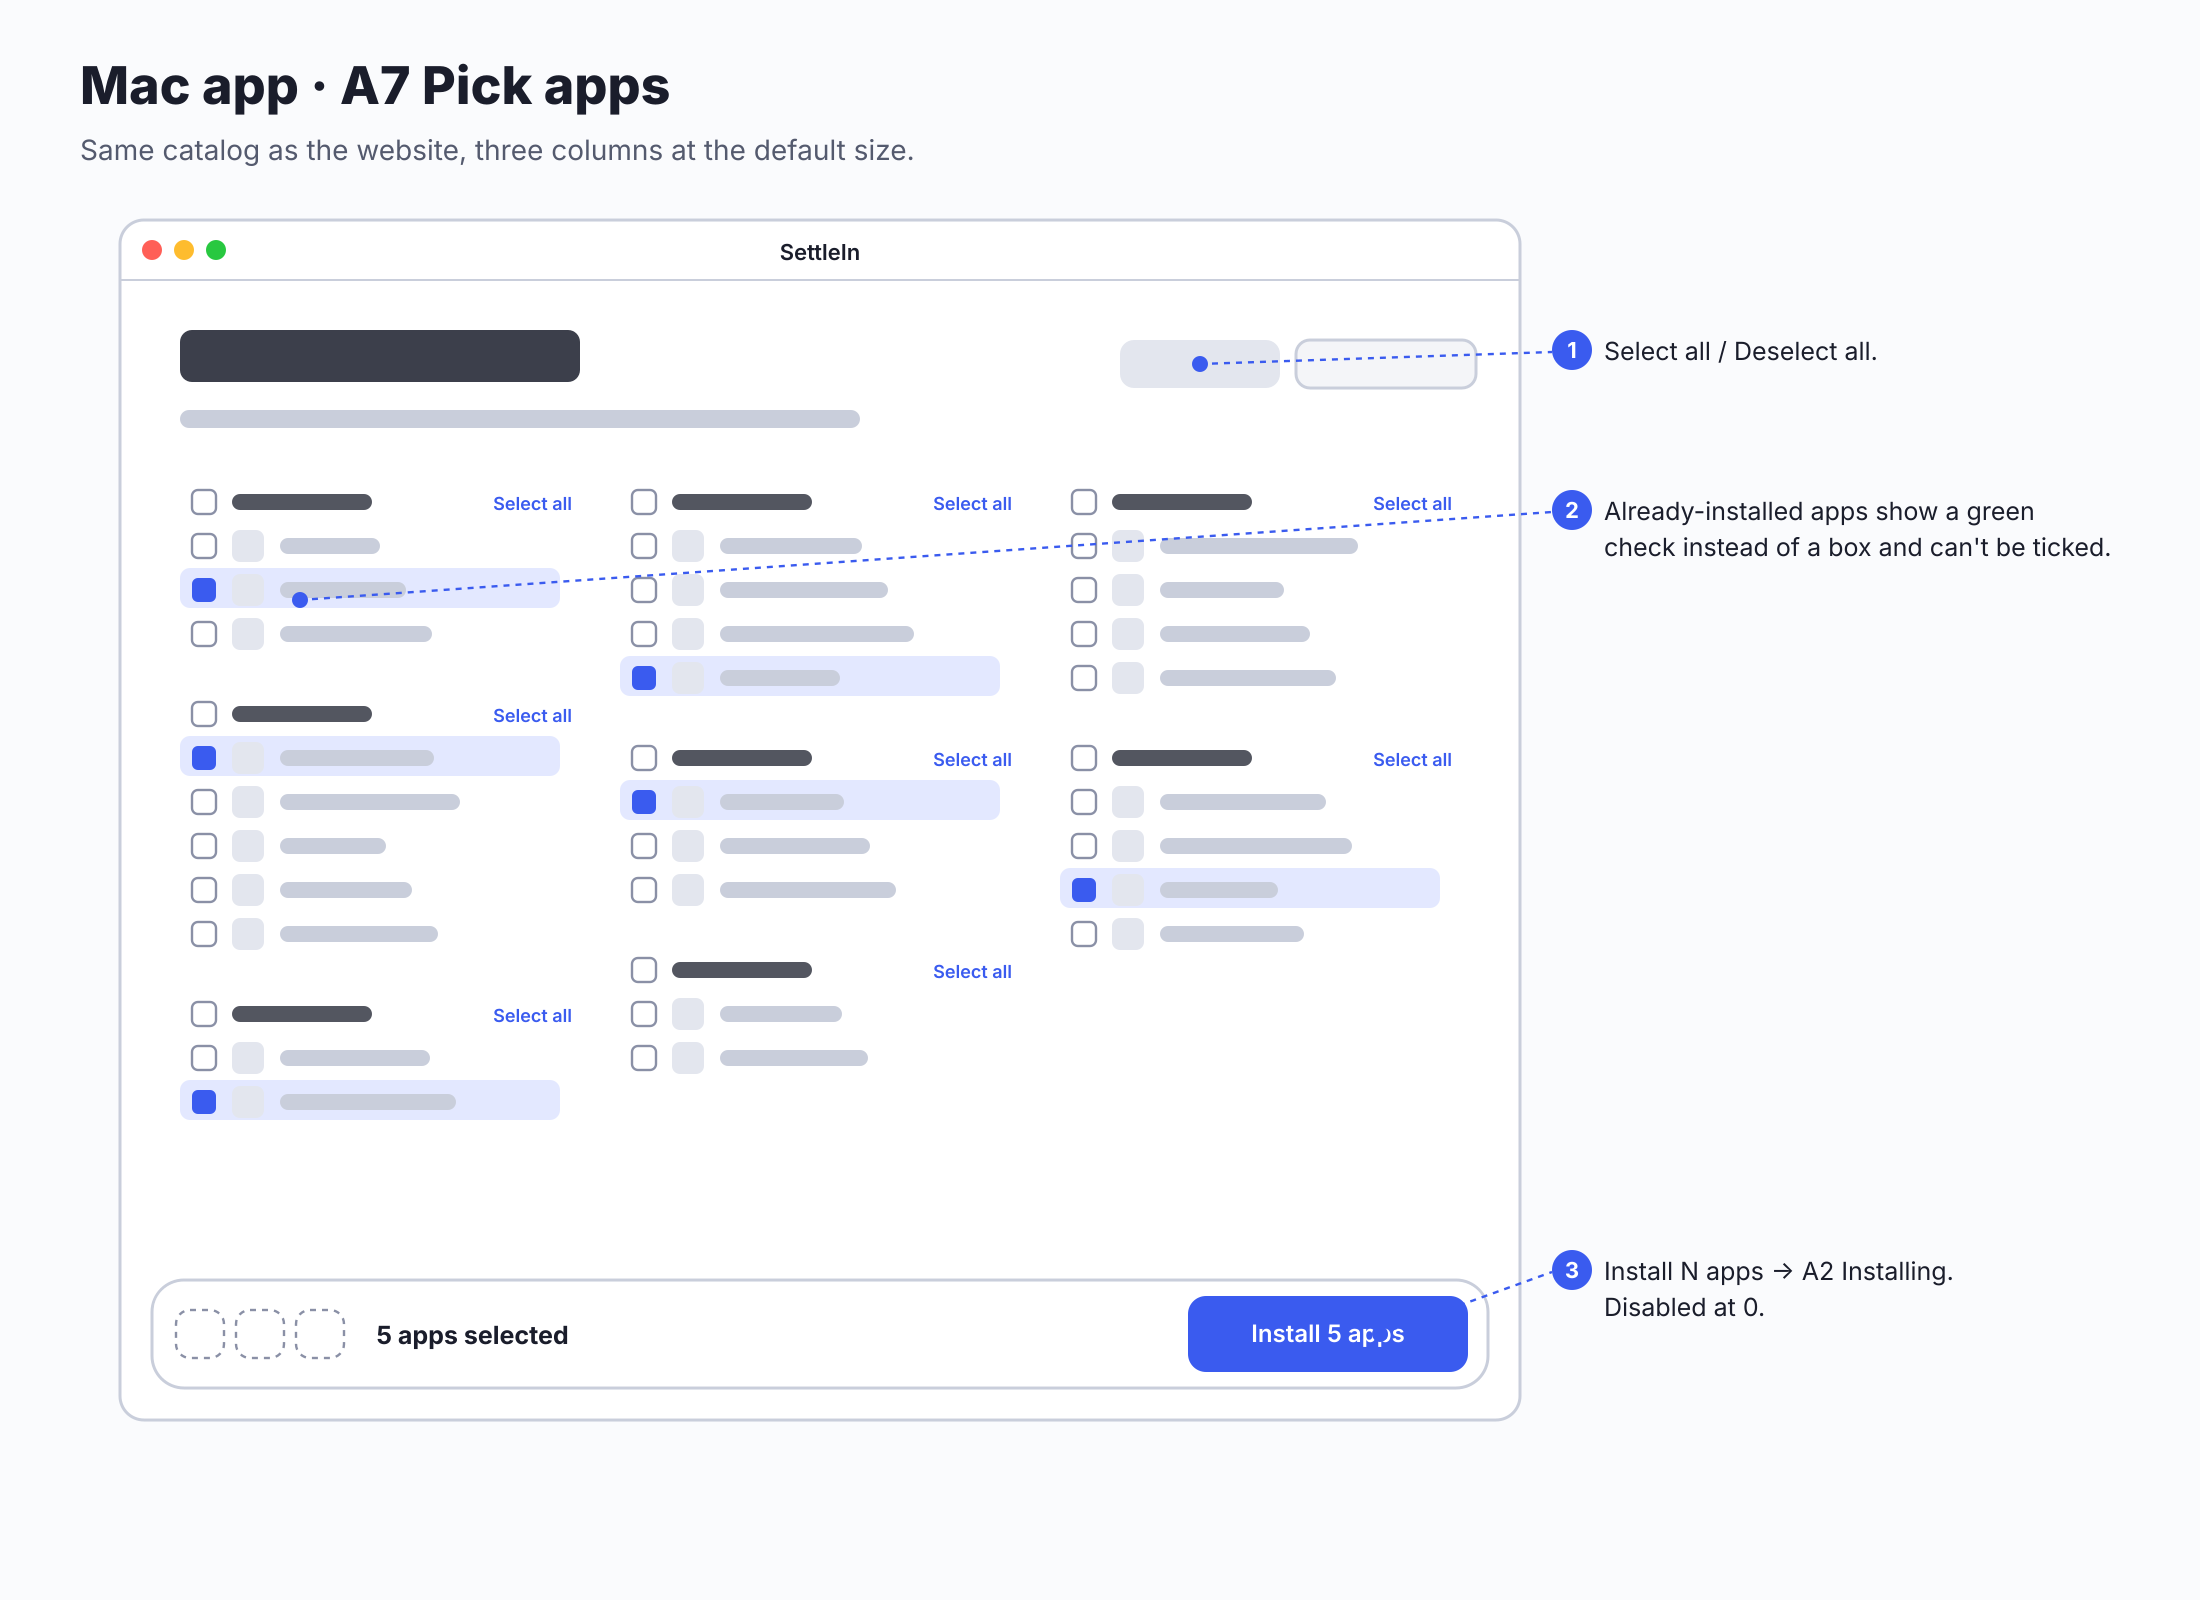 Mac app · A7 Pick apps
Same catalog as the website, three columns at the default size.
SettleIn
1 Select all / Deselect all.
Select all Select all Select all
2 Already-installed apps show a green
check instead of a box and can't be ticked.
Select all
Select all Select all
Select all
Select all
3 Install N apps → A2 Installing.
Disabled at 0.
5 apps selected
Install 5 apps